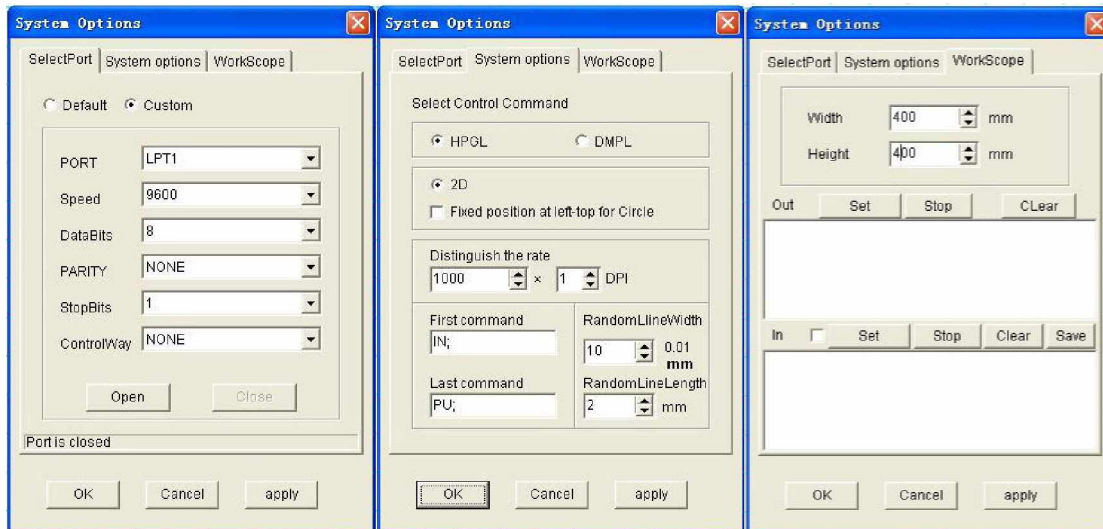 System Options
SelectPort System options WorkScope
Default Custom
PORT LPT1
Speed 9600
DataBits 8
PARITY NONE
StopBits 1
ControlWay NONE
Open Close
Port is closed
OK Cancel apply
System Options
SelectPort System options WorkScope
Select Control Command
HPGL DMPL
2D
Fixed position at left-top for Circle
Distinguish the rate
1000 × 1 DPI
First command
IN;
Last command
PU;
RandomLlineWidth
10 0.01
mm
RandomLineLength
2 mm
OK Cancel apply
System Options
SelectPort System options WorkScope
Width 400 mm
Height 400 mm
Out Set Stop CLear
In Set Stop Clear Save
OK Cancel apply